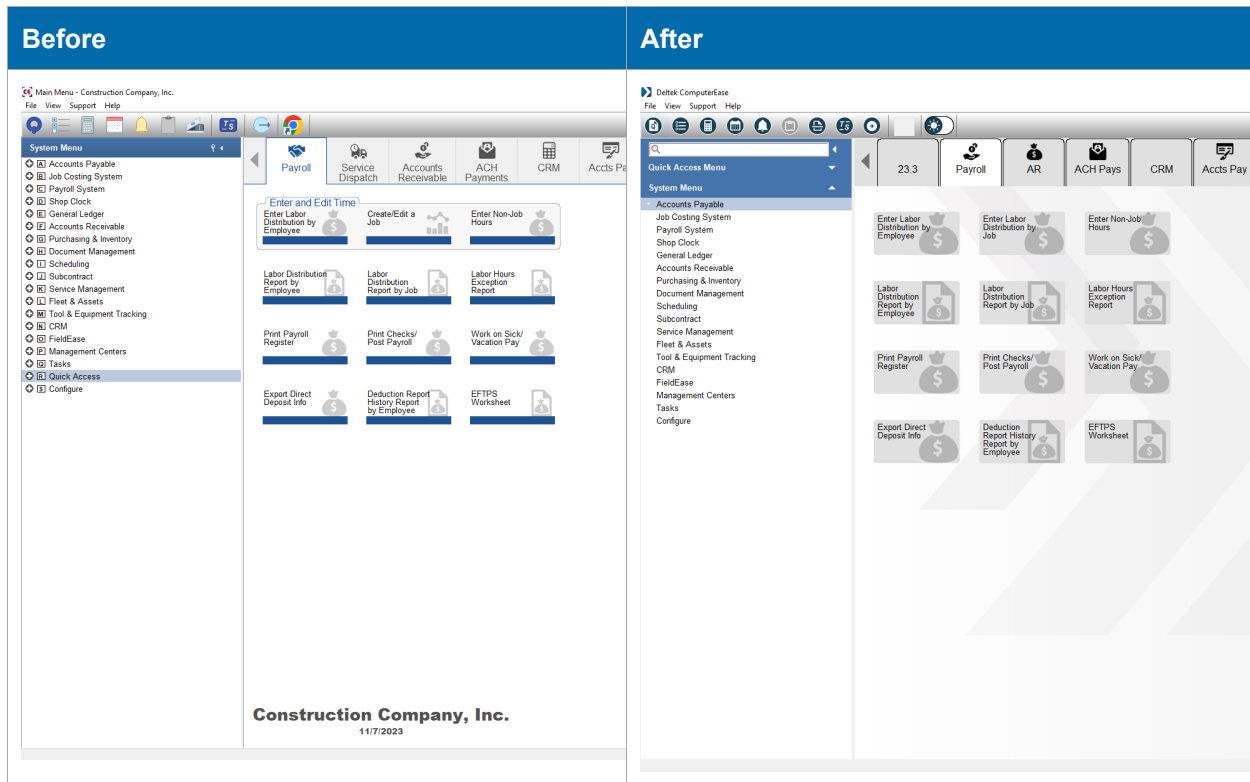 Before
Main Menu - Construction Company, Inc.
File View Support Help
System Menu
A Accounts Payable
B Job Costing System
C Payroll System
D Shop Clock
E General Ledger
F Accounts Receivable
G Purchasing & Inventory
H Document Management
I Scheduling
J Subcontract
K Service Management
L Fleet & Assets
M Tool & Equipment Tracking
N CRM
O FieldEase
P Management Centers
Q Tasks
R Quick Access
S Configure
Payroll
Service
Dispatch
Accounts
Receivable
ACH
Payments
CRM
Accts Pa
Enter and Edit Time
Enter Labor
Distribution by
Employee
Create/Edit a
Job
Enter Non-Job
Hours
Labor Distribution
Report by
Employee
Labor
Distribution
Report by Job
Labor Hours
Exception
Report
Print Payroll
Register
Print Checks/
Post Payroll
Work on Sick/
Vacation Pay
Export Direct
Deposit Info
Deduction Report
History Report
by Employee
EFTPS
Worksheet
Construction Company, Inc.
11/7/2023
After
Deltek ComputerEase
File View Support Help
Quick Access Menu
System Menu
Accounts Payable
Job Costing System
Payroll System
Shop Clock
General Ledger
Accounts Receivable
Purchasing & Inventory
Document Management
Scheduling
Subcontract
Service Management
Fleet & Assets
Tool & Equipment Tracking
CRM
FieldEase
Management Centers
Tasks
Configure
23.3
Payroll
AR
ACH Pays
CRM
Accts Pay
Enter Labor
Distribution by
Employee
Enter Labor
Distribution by
Job
Enter Non-Job
Hours
Labor
Distribution
Report by
Employee
Labor
Distribution
Report by Job
Labor Hours
Exception
Report
Print Payroll
Register
Print Checks/
Post Payroll
Work on Sick/
Vacation Pay
Export Direct
Deposit Info
Deduction
Report History
Report by
Employee
EFTPS
Worksheet